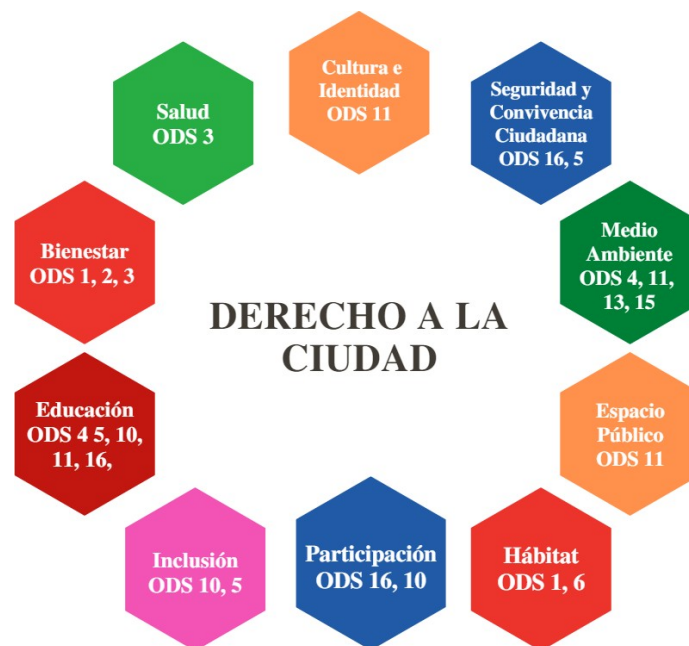 Cultura e
Identidad
ODS 11
Seguridad y
Convivencia
Ciudadana
ODS 16, 5
Medio
Ambiente
ODS 4, 11,
13, 15
Espacio
Público
ODS 11
Hábitat
ODS 1, 6
Participación
ODS 16, 10
Inclusión
ODS 10, 5
Educación
ODS 4 5, 10,
11, 16,
Bienestar
ODS 1, 2, 3
Salud
ODS 3
DERECHO A LA
CIUDAD